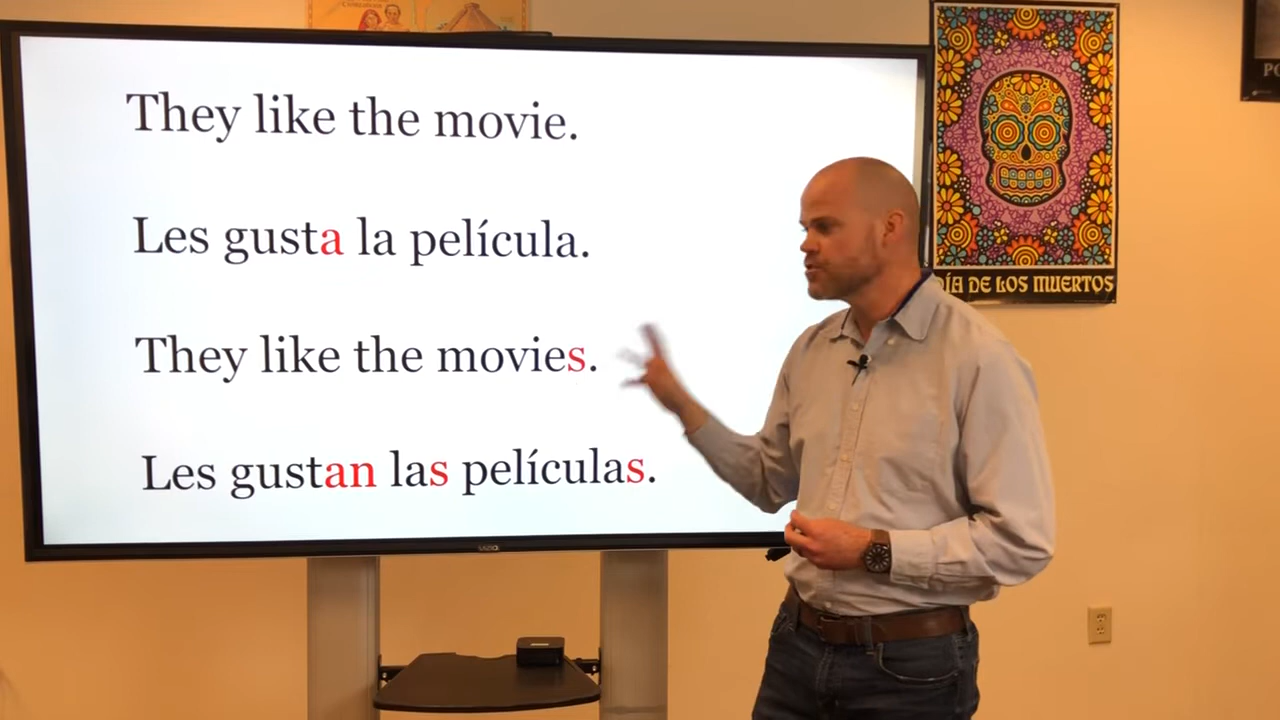 They like the movie.
Les gusta la película.
They like the movies.
Les gustan las películas.
DÍA DE LOS MUERTOS
VIZIO